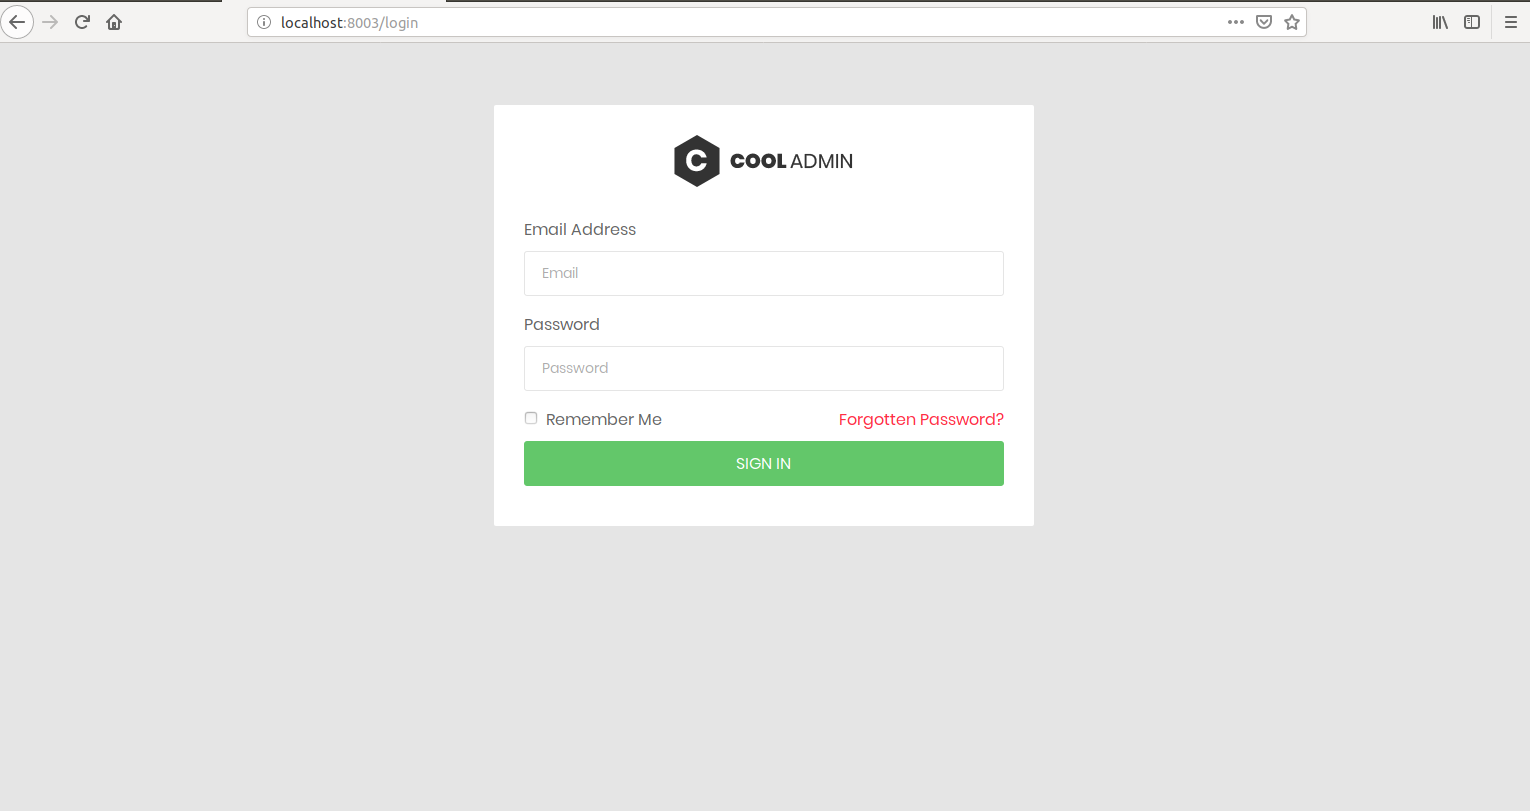 localhost:8003/login
C COOL ADMIN
Email Address
Email
Password
Password
Remember Me Forgotten Password?
SIGN IN